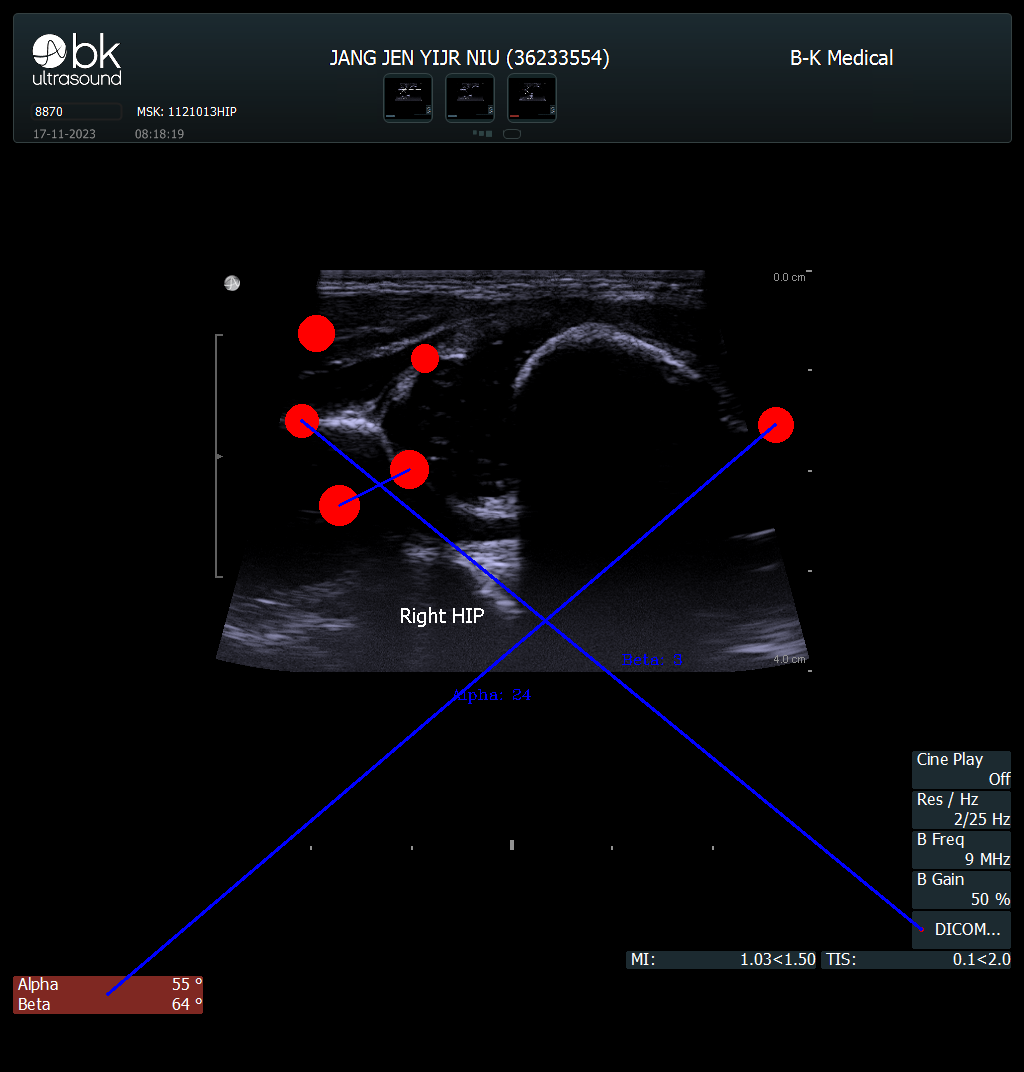 bk
ultrasound
JANG JEN YIJR NIU (36233554)
B-K Medical
8870
MSK: 1121013HIP
17-11-2023
08:18:19
0.0 cm
Right HIP
Beta: 3
4.0 cm
Alpha: 24
Cine Play
Off
Res / Hz
2/25 Hz
B Freq
9 MHz
B Gain
50 %
DICOM...
MI: 1.03<1.50
TIS: 0.1<2.0
Alpha 55 º
Beta 64 º